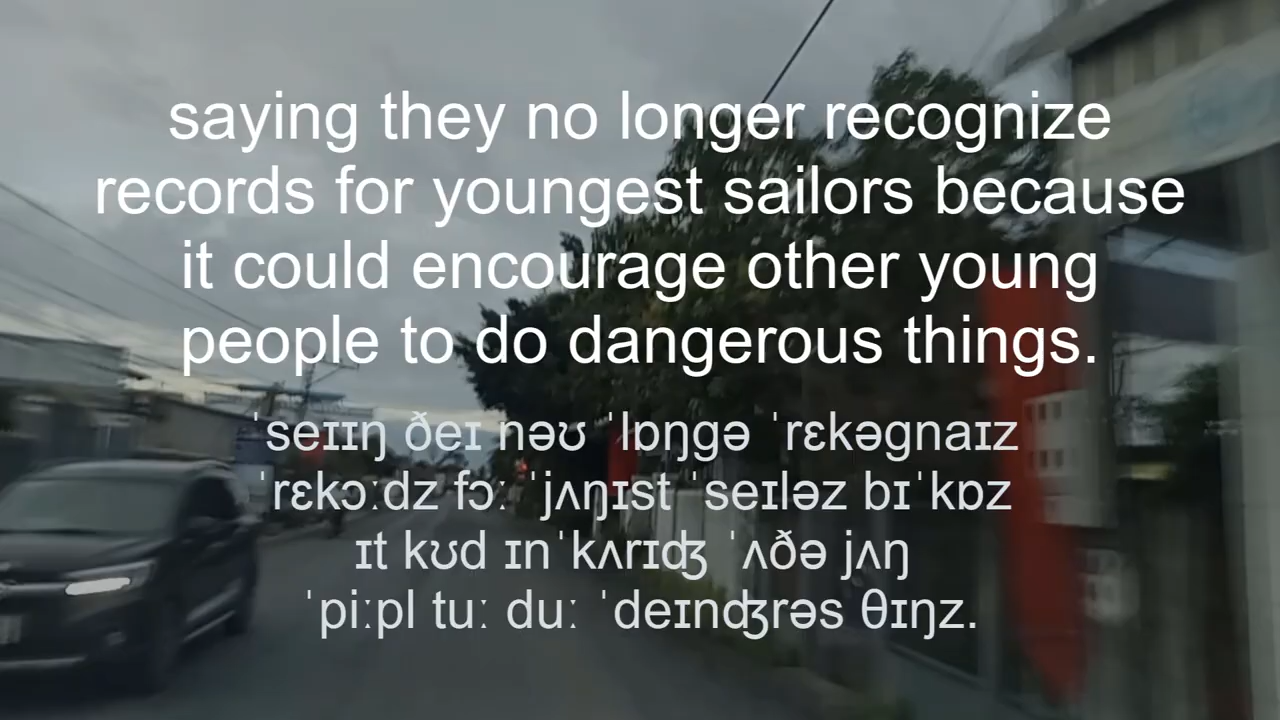 saying they no longer recognize
records for youngest sailors because
it could encourage other young
people to do dangerous things.
ˈseɪɪŋ ðeɪ nəʊ ˈlɒŋgə ˈrɛkəgnaɪz
ˈrɛkɔːdz fɔː ˈjʌŋɪst ˈseɪləz bɪˈkɒz
ɪt kʊd ɪnˈkʌrɪʤ ˈʌðə jʌŋ
ˈpiːpl tuː duː ˈdeɪnʤrəs θɪŋz.